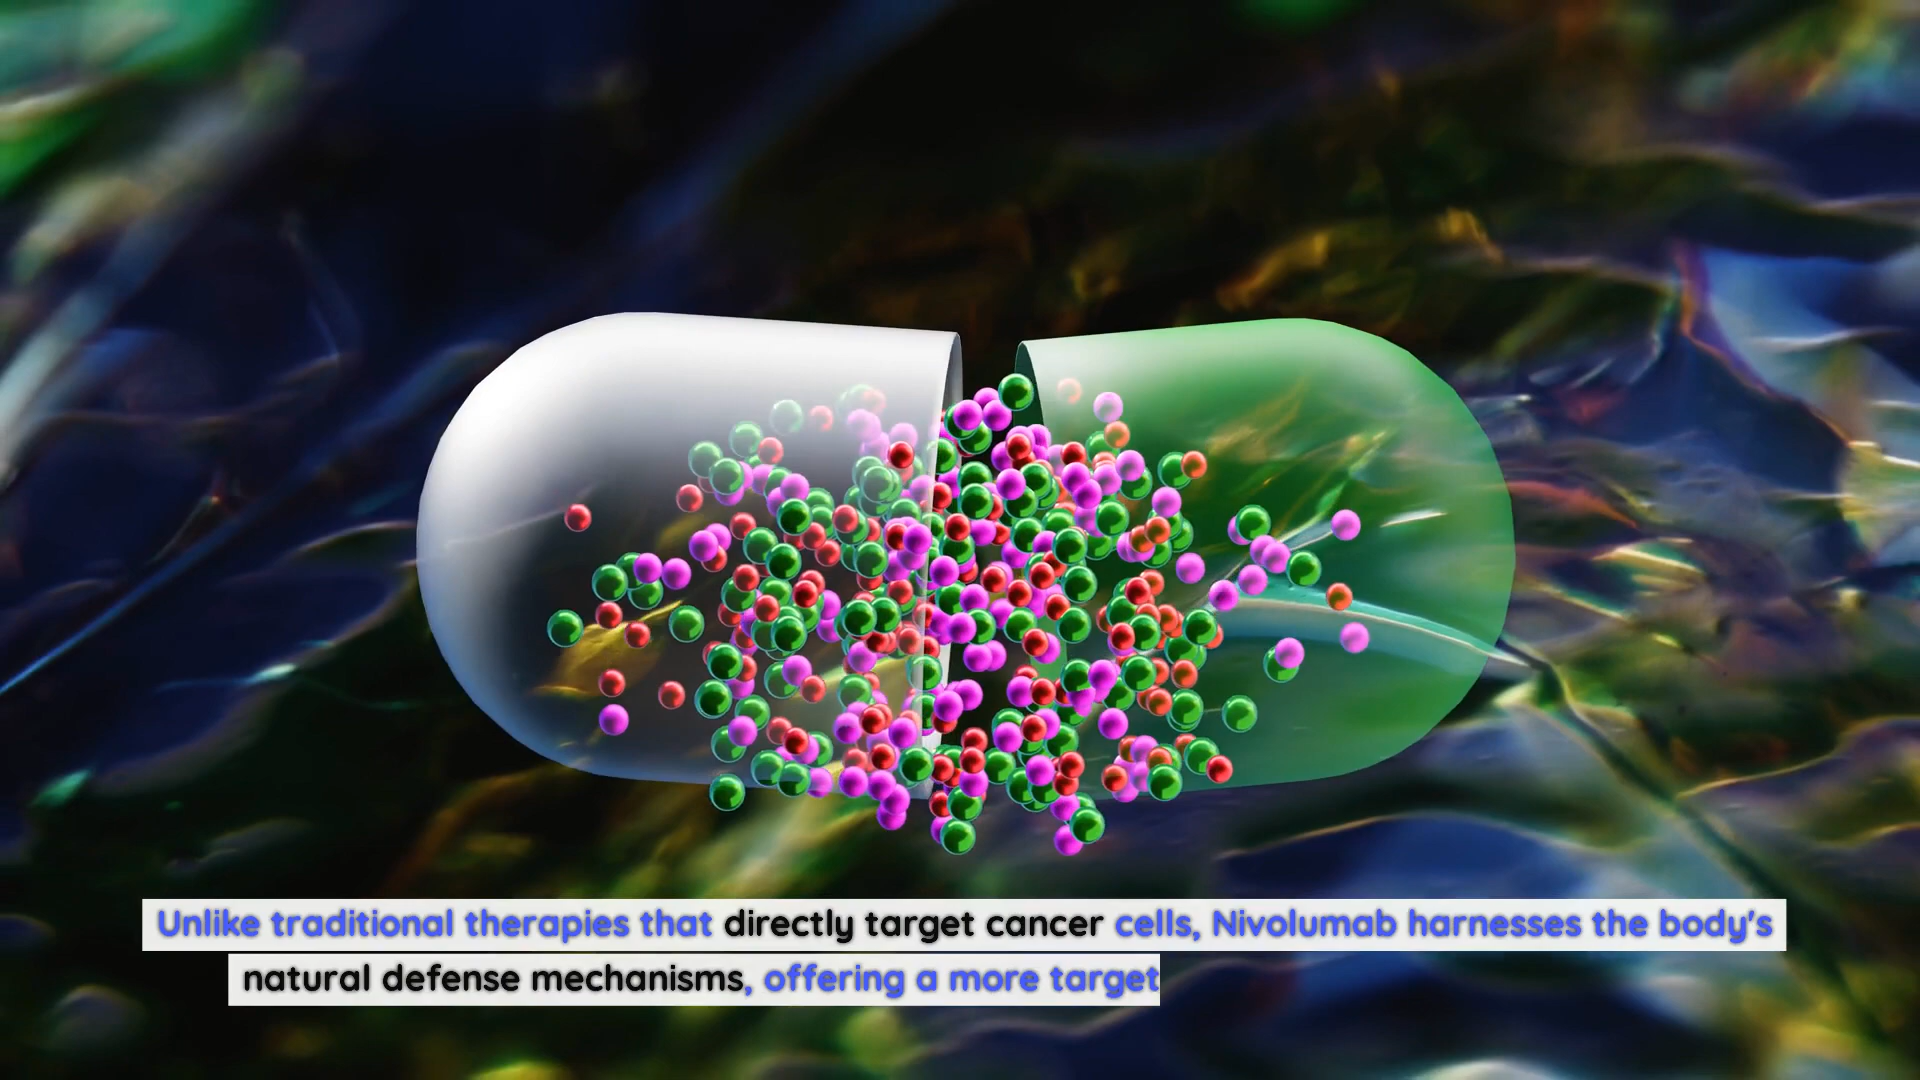 Unlike traditional therapies that directly target cancer cells, Nivolumab harnesses the body's
natural defense mechanisms, offering a more target